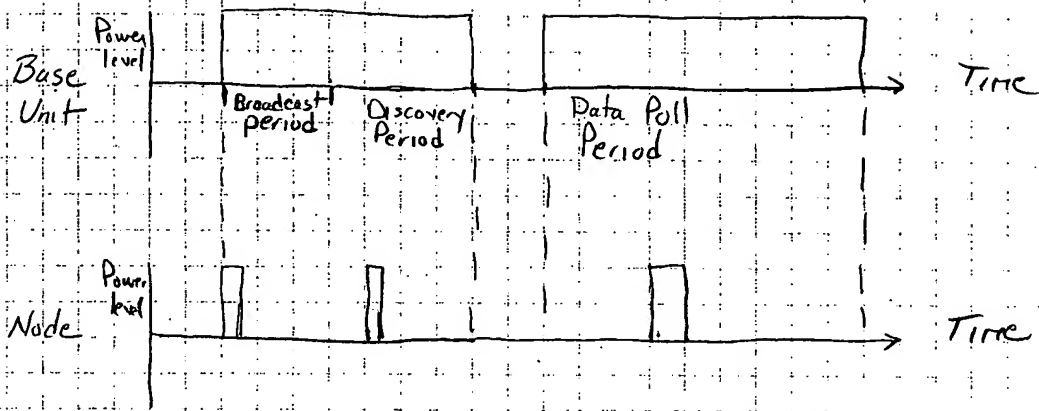 Power
level
Base
Unit
Time
Broadcast
period
Discovery
Period
Data Poll
Period
Power
level
Node
Time